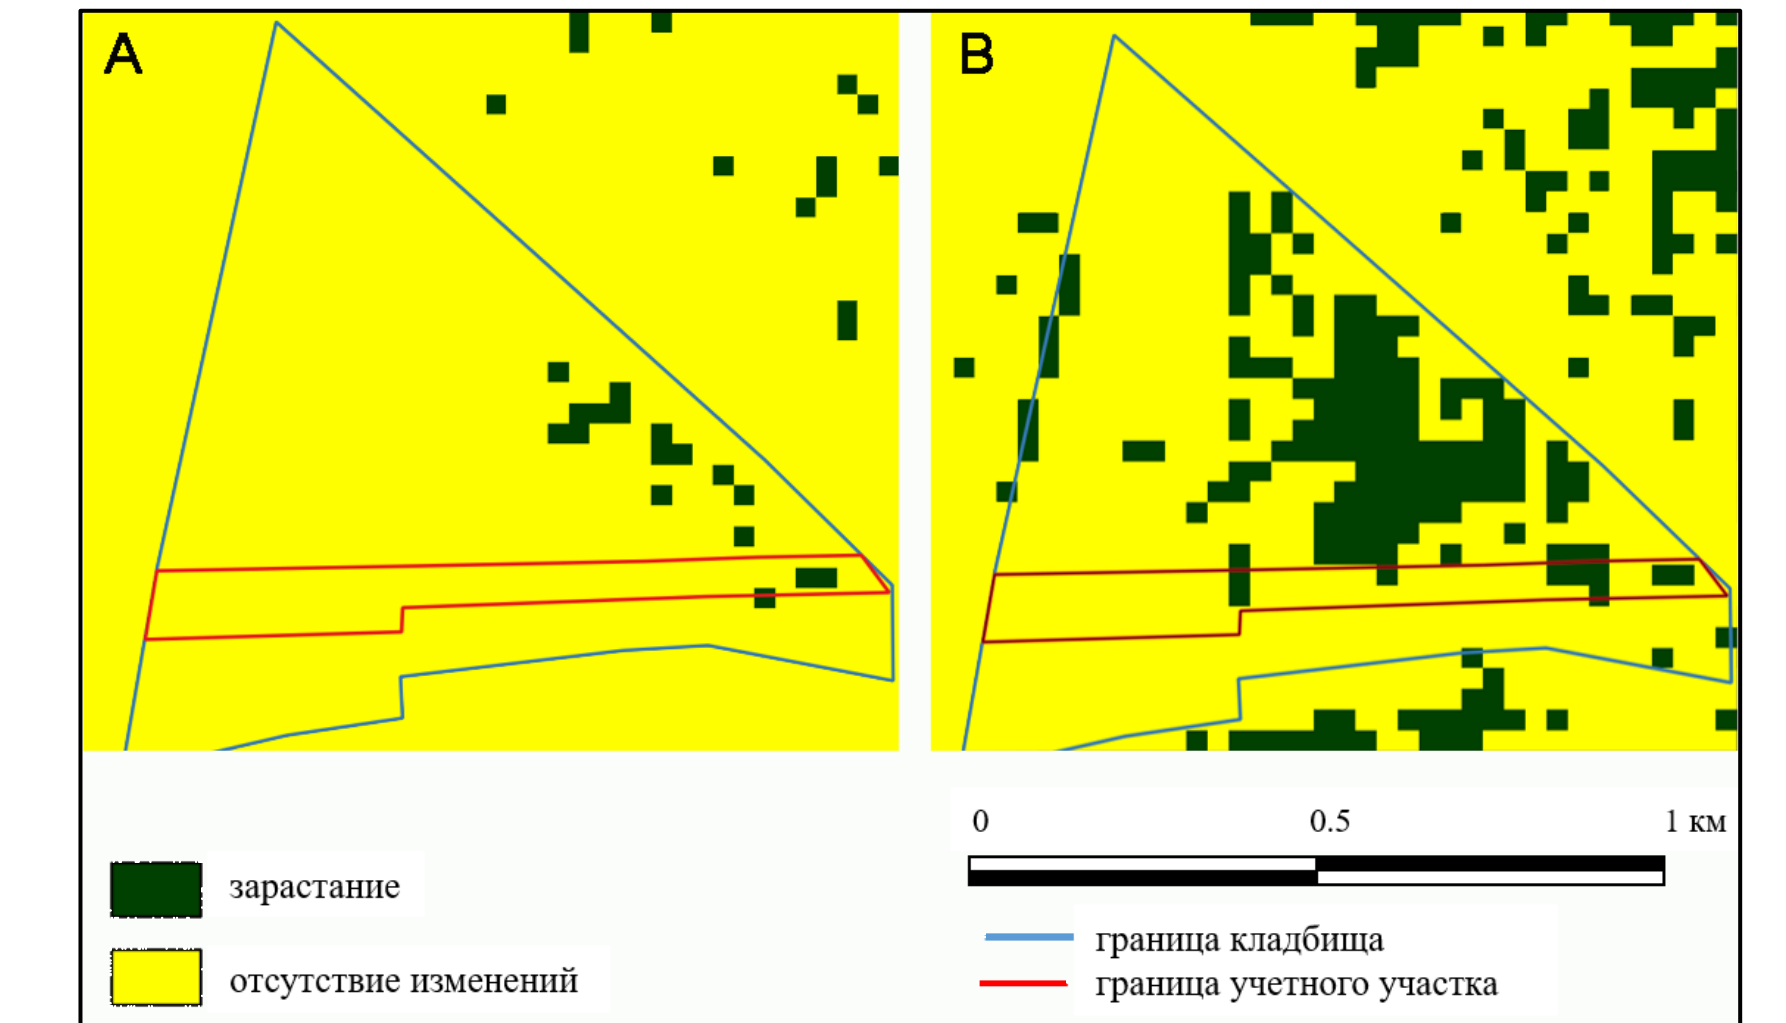 A
B
0 0.5 1 км
зарастание
отсутствие изменений
граница кладбища
граница учетного участка